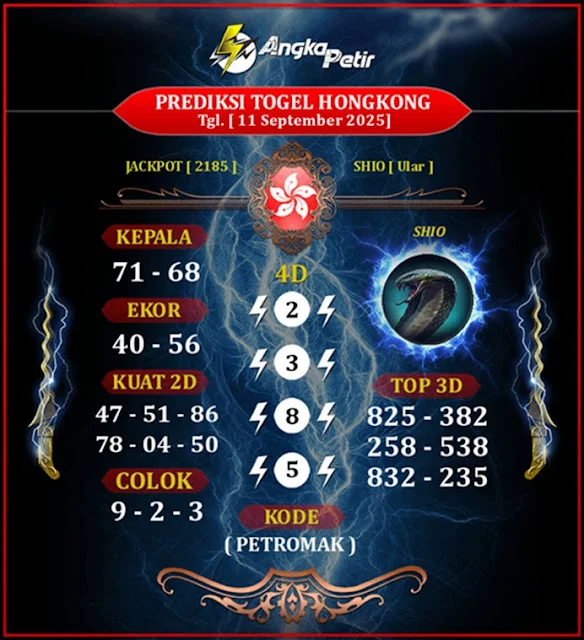 AngkaPetir
PREDIKSI TOGEL HONGKONG
Tgl. [ 11 September 2025]
JACKPOT [ 2185 ]
SHIO [ Ular ]
KEPALA
71 - 68
EKOR
40 - 56
KUAT 2D
47 - 51 - 86
78 - 04 - 50
COLOK
9 - 2 - 3
4D
2
3
8
5
KODE
( PETROMAK )
SHIO
TOP 3D
825 - 382
258 - 538
832 - 235